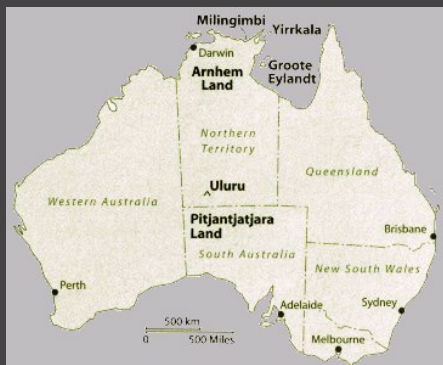 Milingimbi
Yirrkala
Darwin
Groote
Eylandt
Arnhem
Land
Northern
Territory
Queensland
Uluru
Western Australia
Pitjantjatjara
Land
Brisbane
South Australia
New South Wales
Perth
Adelaide
Sydney
500 km
0 500 Miles
Melbourne